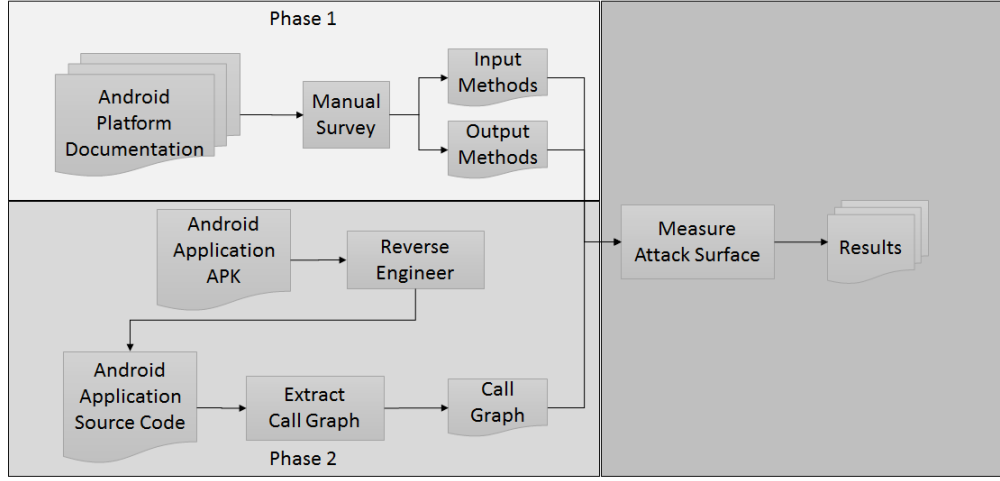 Phase 1
Android
Platform
Documentation
Manual
Survey
Input
Methods
Output
Methods
Android
Application
APK
Reverse
Engineer
Measure
Attack Surface
Results
Android
Application
Source Code
Extract
Call Graph
Call
Graph
Phase 2